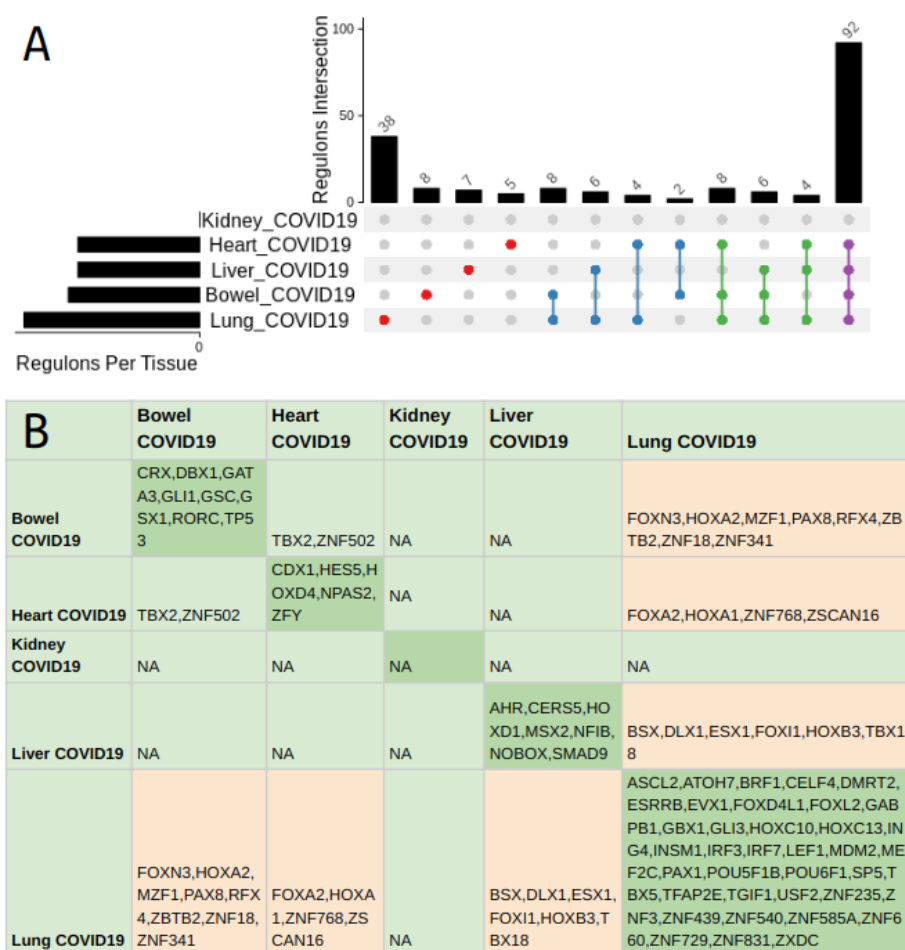 A
Regulons Intersection
100
50
0
38
8
7
5
8
6
4
2
8
6
4
92
Kidney_COVID19
Heart_COVID19
Liver_COVID19
Bowel_COVID19
Lung_COVID19
0
Regulons Per Tissue
B
Bowel
COVID19
Heart
COVID19
Kidney
COVID19
Liver
COVID19
Lung COVID19
Bowel
COVID19
CRX,DBX1,GAT
A3,GLI1,GSC,G
SX1,RORC,TP5
3
TBX2,ZNF502
NA
NA
FOXN3,HOXA2,MZF1,PAX8,RFX4,ZB
TB2,ZNF18,ZNF341
Heart COVID19
TBX2,ZNF502
CDX1,HES5,H
OXD4,NPAS2,
ZFY
NA
NA
FOXA2,HOXA1,ZNF768,ZSCAN16
Kidney
COVID19
NA
NA
NA
NA
NA
Liver COVID19
NA
NA
NA
AHR,CERS5,HO
XD1,MSX2,NFIB,
NOBOX,SMAD9
BSX,DLX1,ESX1,FOXI1,HOXB3,TBX1
8
Lung COVID19
FOXN3,HOXA2,
MZF1,PAX8,RFX
4,ZBTB2,ZNF18,
ZNF341
FOXA2,HOXA
1,ZNF768,ZS
CAN16
NA
BSX,DLX1,ESX1,
FOXI1,HOXB3,T
BX18
ASCL2,ATOH7,BRF1,CELF4,DMRT2,
ESRRB,EVX1,FOXD4L1,FOXL2,GAB
PB1,GBX1,GLI3,HOXC10,HOXC13,IN
G4,INSM1,IRF3,IRF7,LEF1,MDM2,ME
F2C,PAX1,POU5F1B,POU6F1,SP5,T
BX5,TFAP2E,TGIF1,USF2,ZNF235,Z
NF3,ZNF439,ZNF540,ZNF585A,ZNF6
60,ZNF729,ZNF831,ZXDC